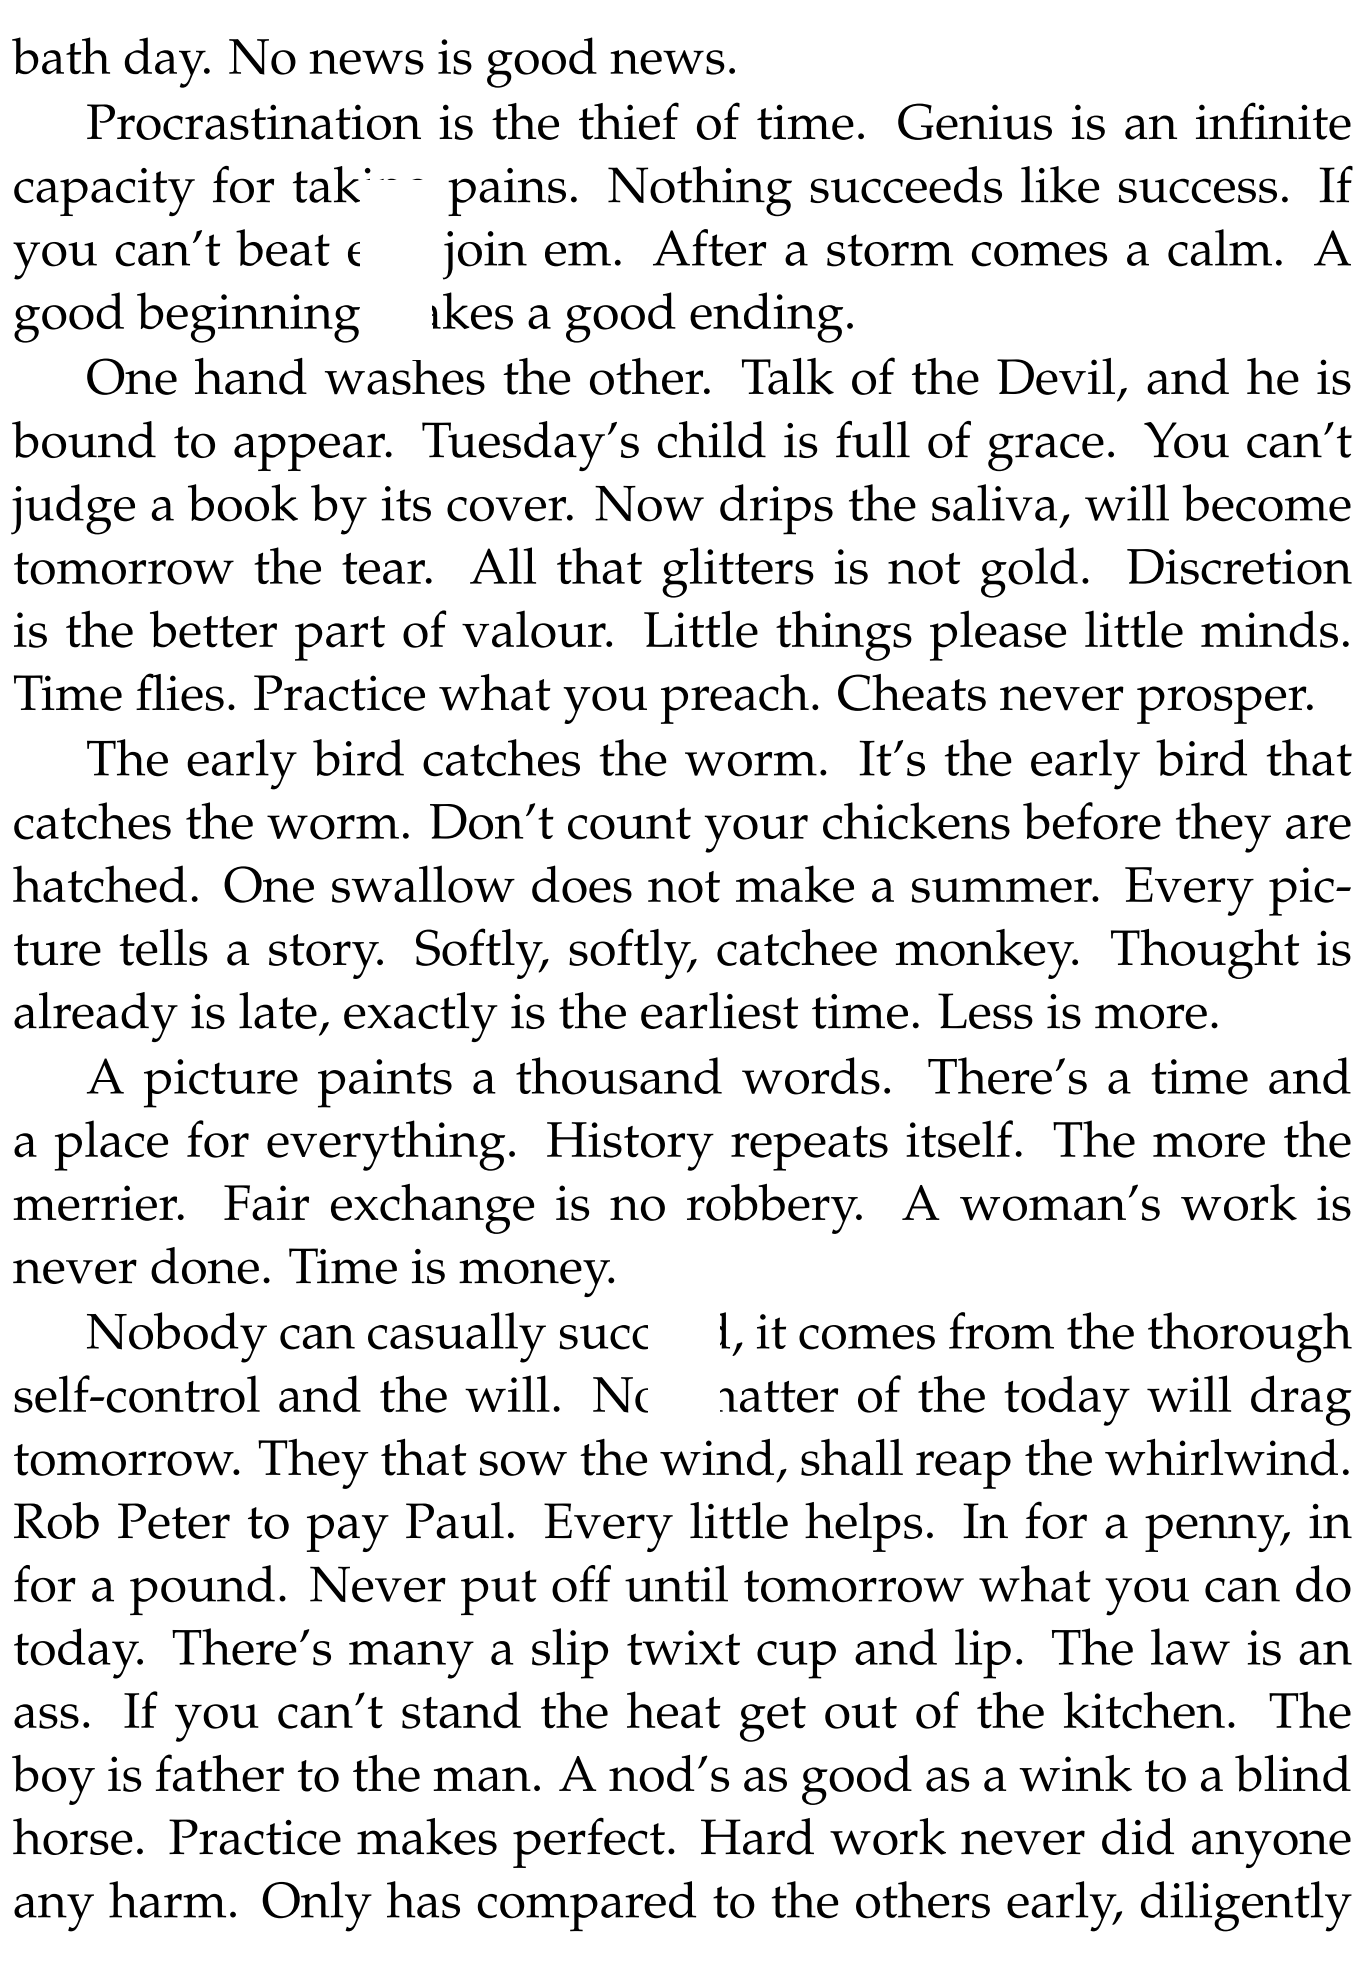 bath day. No news is good news.
Procrastination is the thief of time. Genius is an infinite
capacity for pains. Nothing succeeds like success. If
you can't beat join em. After a storm comes a calm. A
good beginning a good ending.
One hand washes the other. Talk of the Devil, and he is
bound to appear. Tuesday's child is full of grace. You can't
judge a book by its cover. Now drips the saliva, will become
tomorrow the tear. All that glitters is not gold. Discretion
is the better part of valour. Little things please little minds.
Time flies. Practice what you preach. Cheats never prosper.
The early bird catches the worm. It's the early bird that
catches the worm. Don't count your chickens before they are
hatched. One swallow does not make a summer. Every pic-
ture tells a story. Softly, softly, catchee monkey. Thought is
already is late, exactly is the earliest time. Less is more.
A picture paints a thousand words. There's a time and
a place for everything. History repeats itself. The more the
merrier. Fair exchange is no robbery. A woman's work is
never done. Time is money.
Nobody can casually it comes from the thorough
self-control and the will. of the today will drag
tomorrow. They that sow the wind, shall reap the whirlwind.
Rob Peter to pay Paul. Every little helps. In for a penny, in
for a pound. Never put off until tomorrow what you can do
today. There's many a slip twixt cup and lip. The law is an
ass. If you can't stand the heat get out of the kitchen. The
boy is father to the man. A nod's as good as a wink to a blind
horse. Practice makes perfect. Hard work never did anyone
any harm. Only has compared to the others early, diligently